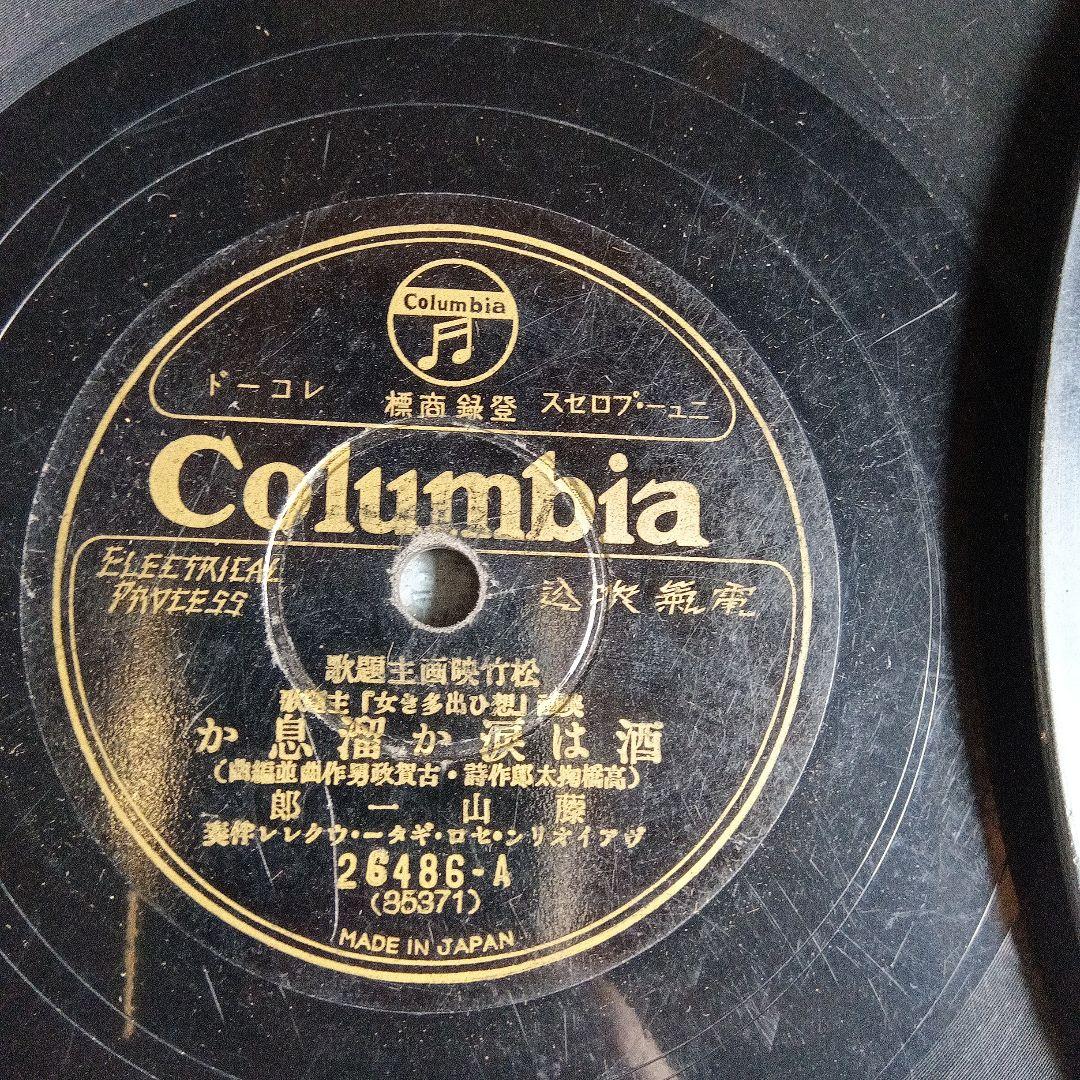 Columbia
ニュー・プロセス 登録商標 レコード
Columbia
ELECTRICAL
PROCESS
電氣吹込
松竹映画主題歌
映画「想ひ出多き女」主題歌
酒は涙か溜息か
(高橋掬太郎作詩・古賀政男作曲並編曲)
藤山一郎
ヴアイオリン・セロ・ギター・ウクレレ伴奏
26486-A
(35371)
MADE IN JAPAN